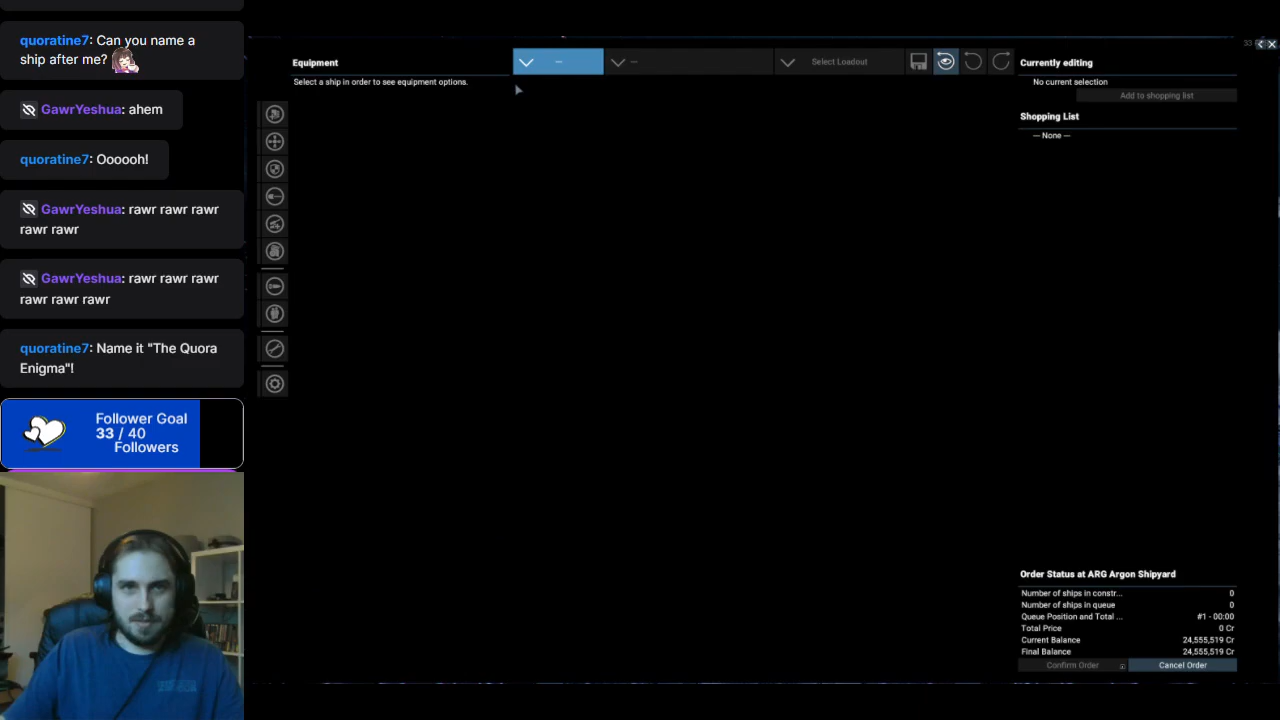 quoratine7: Can you name a
ship after me?
GawrYeshua: ahem
quoratine7: Oooooh!
GawrYeshua: rawr rawr rawr
rawr rawr
GawrYeshua: rawr rawr rawr
rawr rawr rawr
quoratine7: Name it "The Quora
Enigma"!
Follower Goal
33 / 40
Followers
33
Equipment
Select a ship in order to see equipment options.
—
—
Select Loadout
Currently editing
No current selection
Add to shopping list
Shopping List
— None —
Order Status at ARG Argon Shipyard
Number of ships in constr... 0
Number of ships in queue 0
Queue Position and Total ... #1 - 00:00
Total Price 0 Cr
Current Balance 24,555,519 Cr
Final Balance 24,555,519 Cr
Confirm Order
Cancel Order